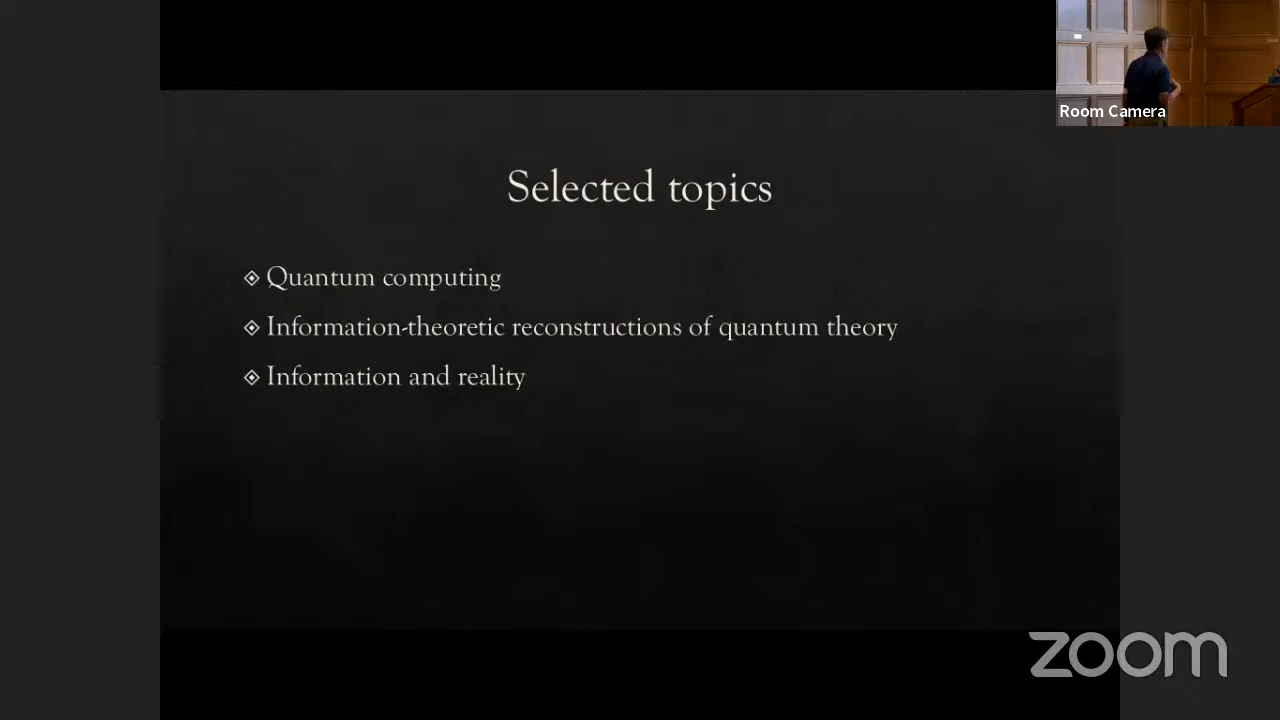 Room Camera
Selected topics
Quantum computing
Information-theoretic reconstructions of quantum theory
Information and reality
zoom